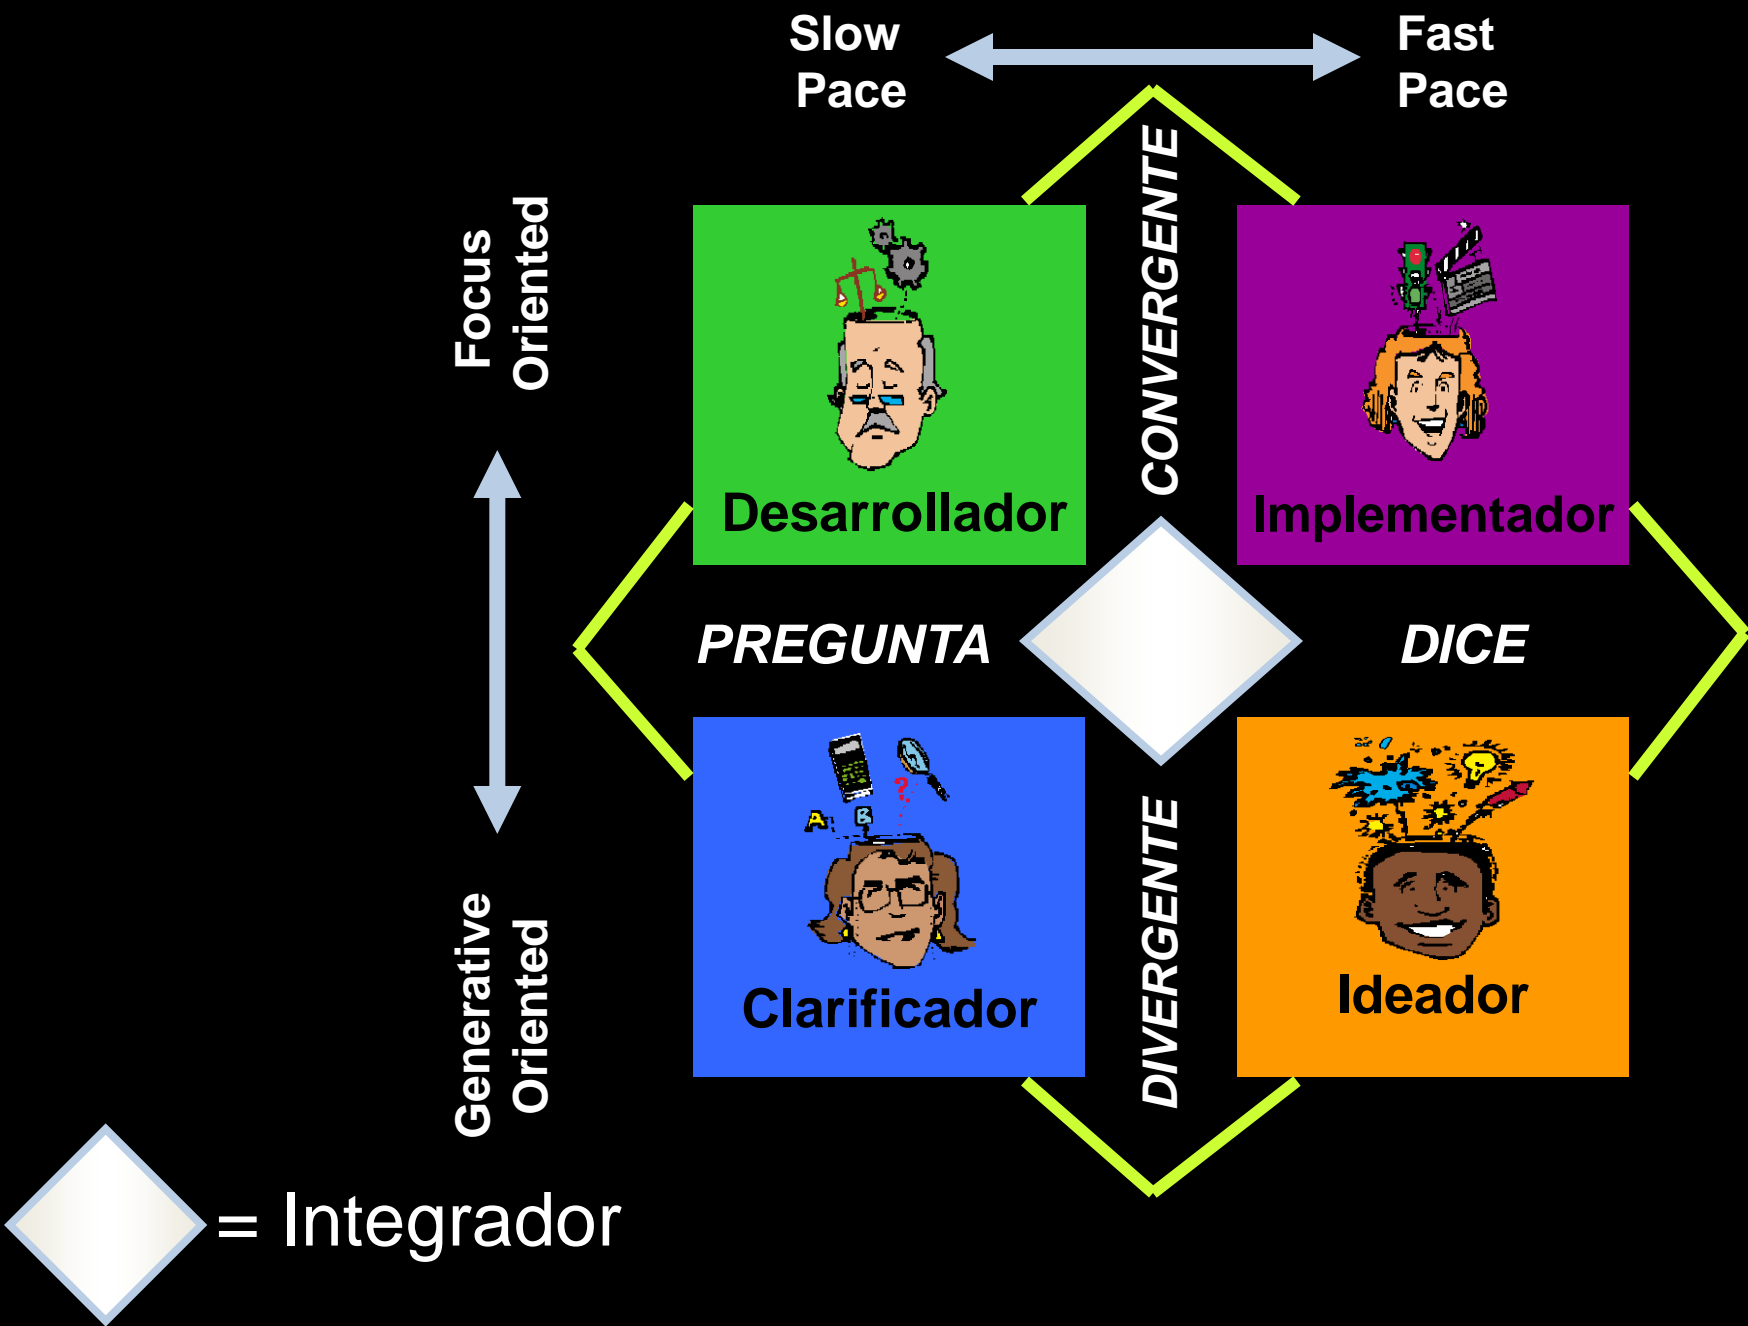 Slow
Pace
Fast
Pace
Focus
Oriented
CONVERGENTE
Desarrollador
Implementador
PREGUNTA
DICE
A
B
?
Clarificador
Ideador
Generative
Oriented
DIVERGENTE
= Integrador